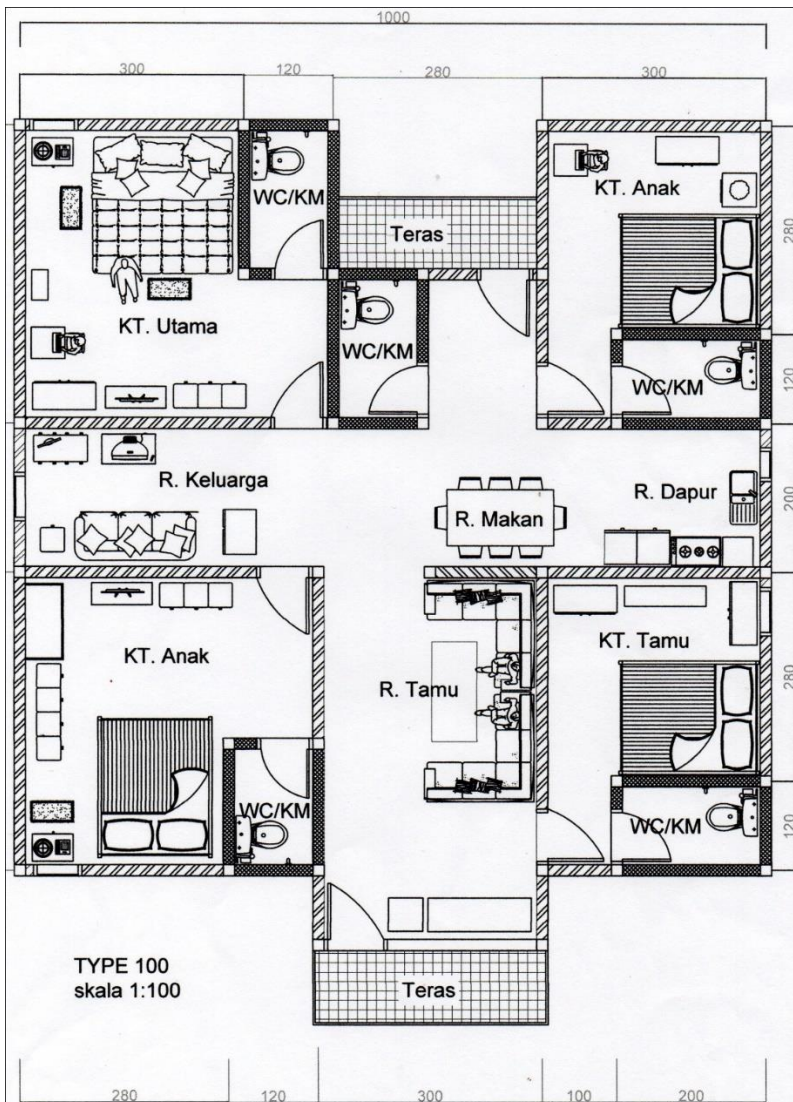 1000
300
120
280
300
WC/KM
KT. Anak
Teras
280
KT. Utama
WC/KM
WC/KM
120
R. Keluarga
R. Makan
R. Dapur
200
KT. Anak
R. Tamu
KT. Tamu
280
WC/KM
WC/KM
120
TYPE 100
skala 1:100
Teras
280
120
300
100
200